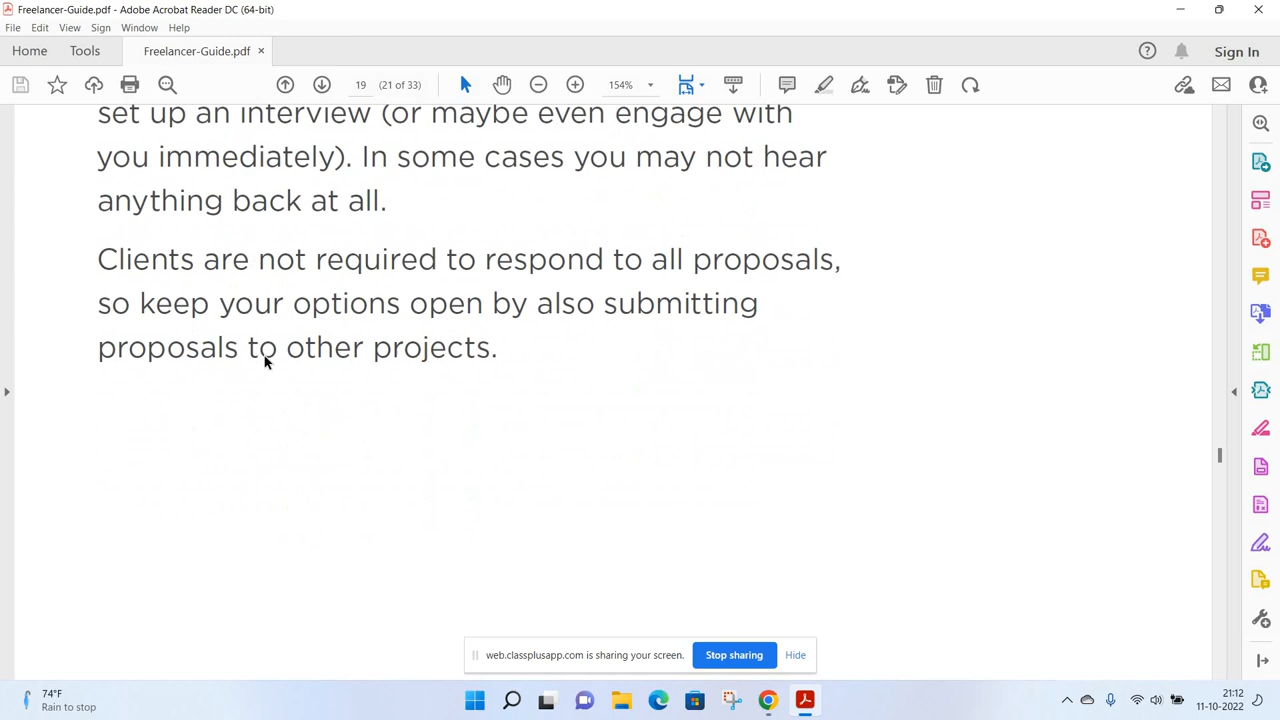 Freelancer-Guide.pdf - Adobe Acrobat Reader DC (64-bit)
File Edit View Sign Window Help
Home Tools Freelancer-Guide.pdf × Sign In
19 (21 of 33) 154%
set up an interview (or maybe even engage with
you immediately). In some cases you may not hear
anything back at all.
Clients are not required to respond to all proposals,
so keep your options open by also submitting
proposals to other projects.
web.classplusapp.com is sharing your screen. Stop sharing Hide
74°F
Rain to stop
21:12
11-10-2022